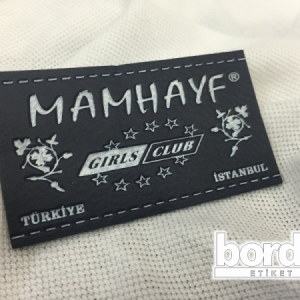 MAMHAYF®
GIRLS CLUB
TÜRKİYE İSTANBUL
bord
ETİKET